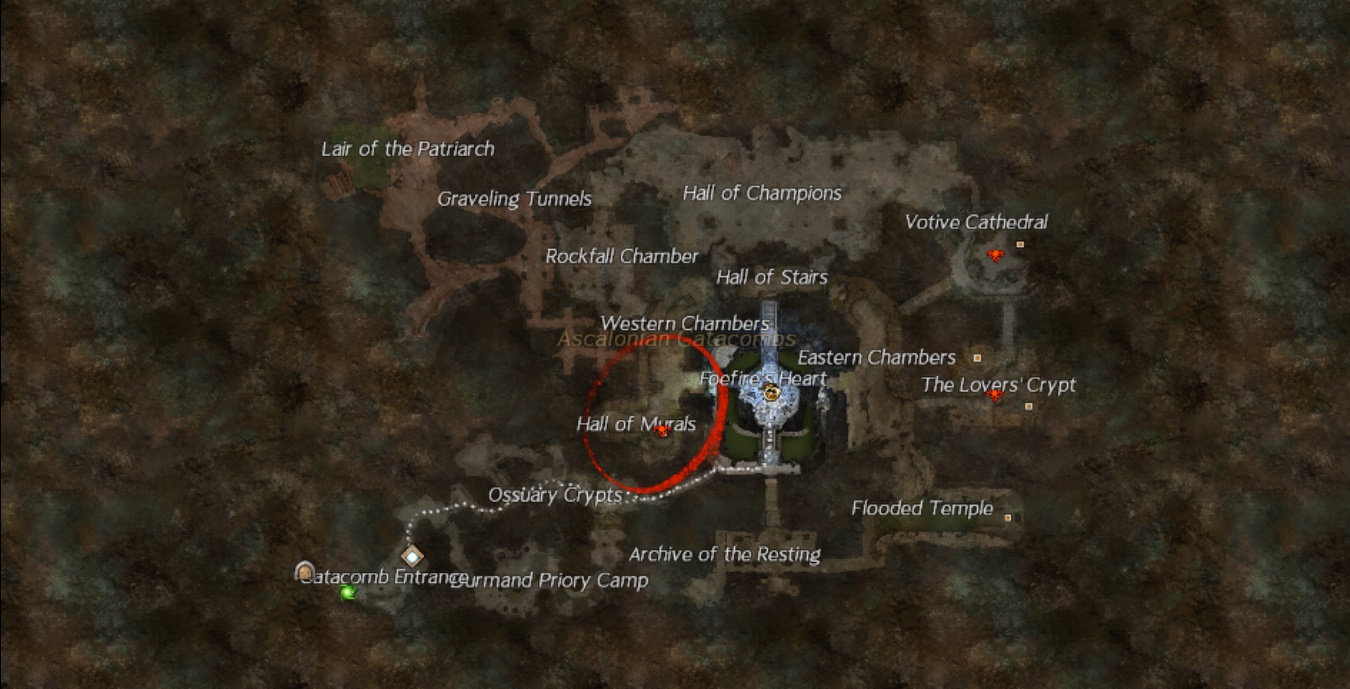 Lair of the Patriarch
Graveling Tunnels
Hall of Champions
Votive Cathedral
Rockfall Chamber
Hall of Stairs
Western Chambers
Ascalonian Catacombs
Eastern Chambers
Foefire's Heart
The Lovers' Crypt
Hall of Murals
Ossuary Crypts
Flooded Temple
Archive of the Resting
Catacomb Entrance
Durmand Priory Camp